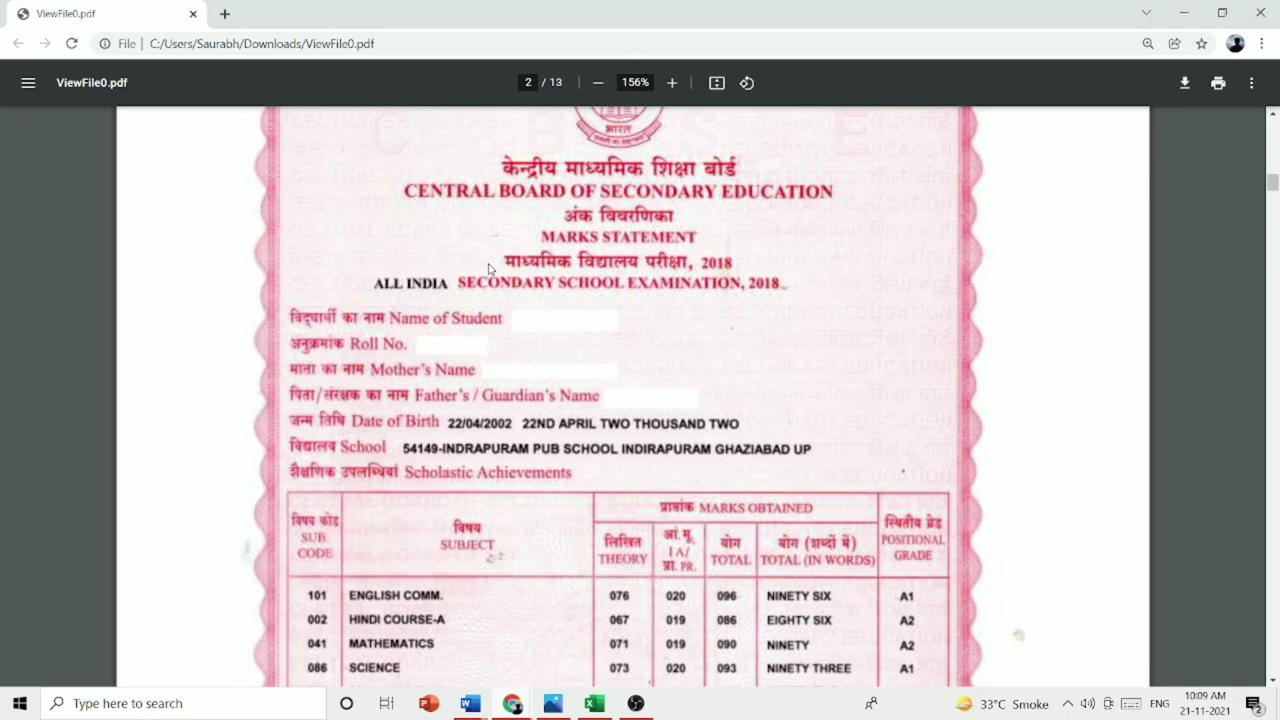 ViewFile0.pdf
File C:/Users/Saurabh/Downloads/ViewFile0.pdf
ViewFile0.pdf
2 / 13
156%
भारत
केन्द्रीय माध्यमिक शिक्षा बोर्ड
CENTRAL BOARD OF SECONDARY EDUCATION
अंक विवरणिका
MARKS STATEMENT
माध्यमिक विद्यालय परीक्षा, 2018
ALL INDIA SECONDARY SCHOOL EXAMINATION, 2018
विद्यार्थी का नाम Name of Student
अनुक्रमांक Roll No.
माता का नाम Mother's Name
पिता/संरक्षक का नाम Father's / Guardian's Name
जन्म तिथि Date of Birth 22/04/2002 22ND APRIL TWO THOUSAND TWO
विद्यालय School 54149-INDRAPURAM PUB SCHOOL INDIRAPURAM GHAZIABAD UP
शैक्षणिक उपलब्धियां Scholastic Achievements
प्राप्तांक MARKS OBTAINED
विषय कोड विषय लिखित आं.मू. योग योग (शब्दों में) स्थितीय ग्रेड
SUB. CODE SUBJECT THEORY I A/ प्रा. PR. TOTAL TOTAL (IN WORDS) POSITIONAL GRADE
101 ENGLISH COMM. 076 020 096 NINETY SIX A1
002 HINDI COURSE-A 067 019 086 EIGHTY SIX A2
041 MATHEMATICS 071 019 090 NINETY A2
086 SCIENCE 073 020 093 NINETY THREE A1
Type here to search
33°C Smoke
ENG
10:09 AM
21-11-2021
2